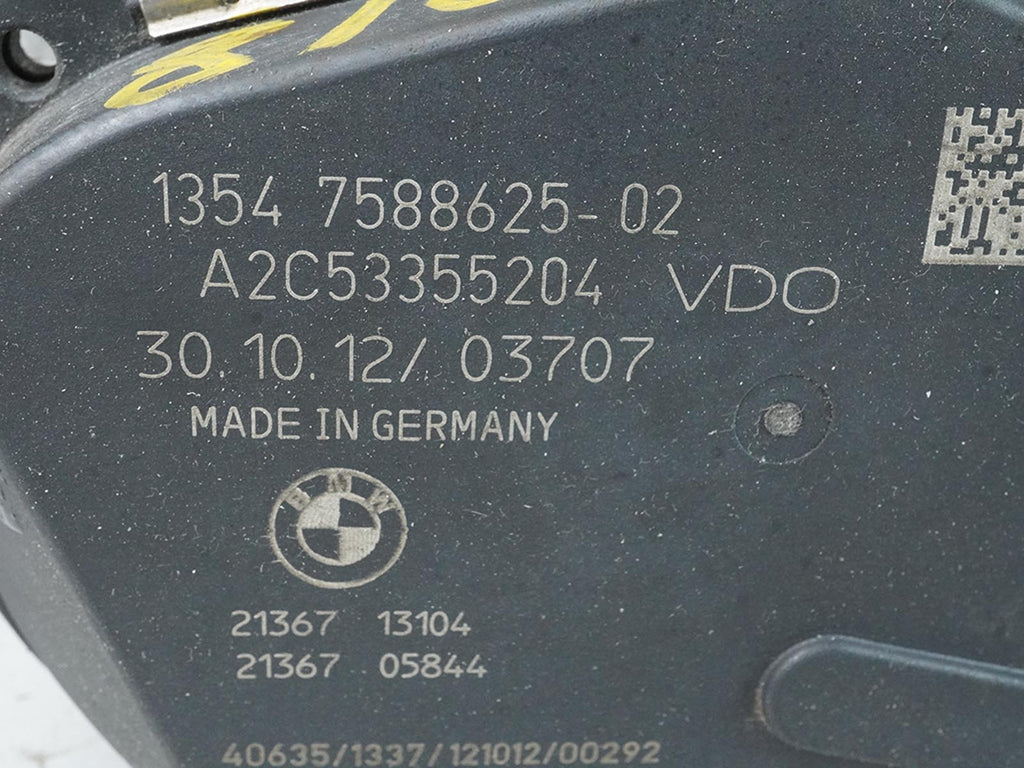 1354 7588625-02
A2C53355204 VDO
30.10.12/ 03707
MADE IN GERMANY
BMW
21367 13104
21367 05844
40635/1337/121012/00292